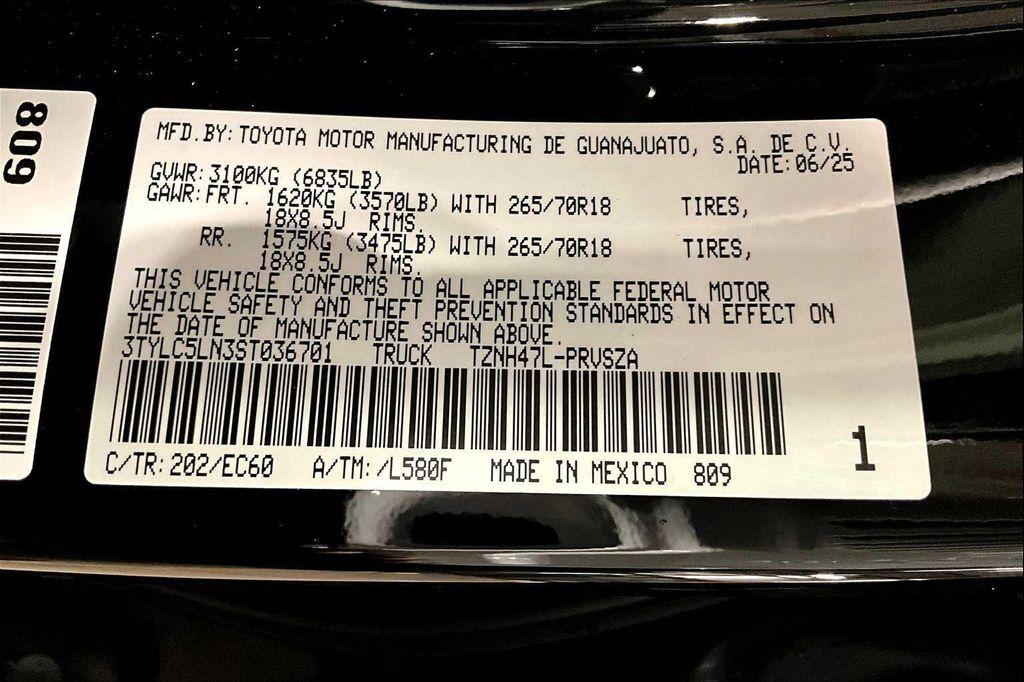 809
MFD.BY: TOYOTA MOTOR MANUFACTURING DE GUANAJUATO, S.A. DE C.V.
DATE: 06/25
GVWR: 3100KG (6835LB)
GAWR: FRT. 1620KG (3570LB) WITH 265/70R18 TIRES,
18X8.5J RIMS.
RR. 1575KG (3475LB) WITH 265/70R18 TIRES,
18X8.5J RIMS.
THIS VEHICLE CONFORMS TO ALL APPLICABLE FEDERAL MOTOR
VEHICLE SAFETY AND THEFT PREVENTION STANDARDS IN EFFECT ON
THE DATE OF MANUFACTURE SHOWN ABOVE.
3TYLC5LN3ST036701 TRUCK TZNH47L-PRVSZA
C/TR: 202/EC60 A/TM: /L580F MADE IN MEXICO 809
1